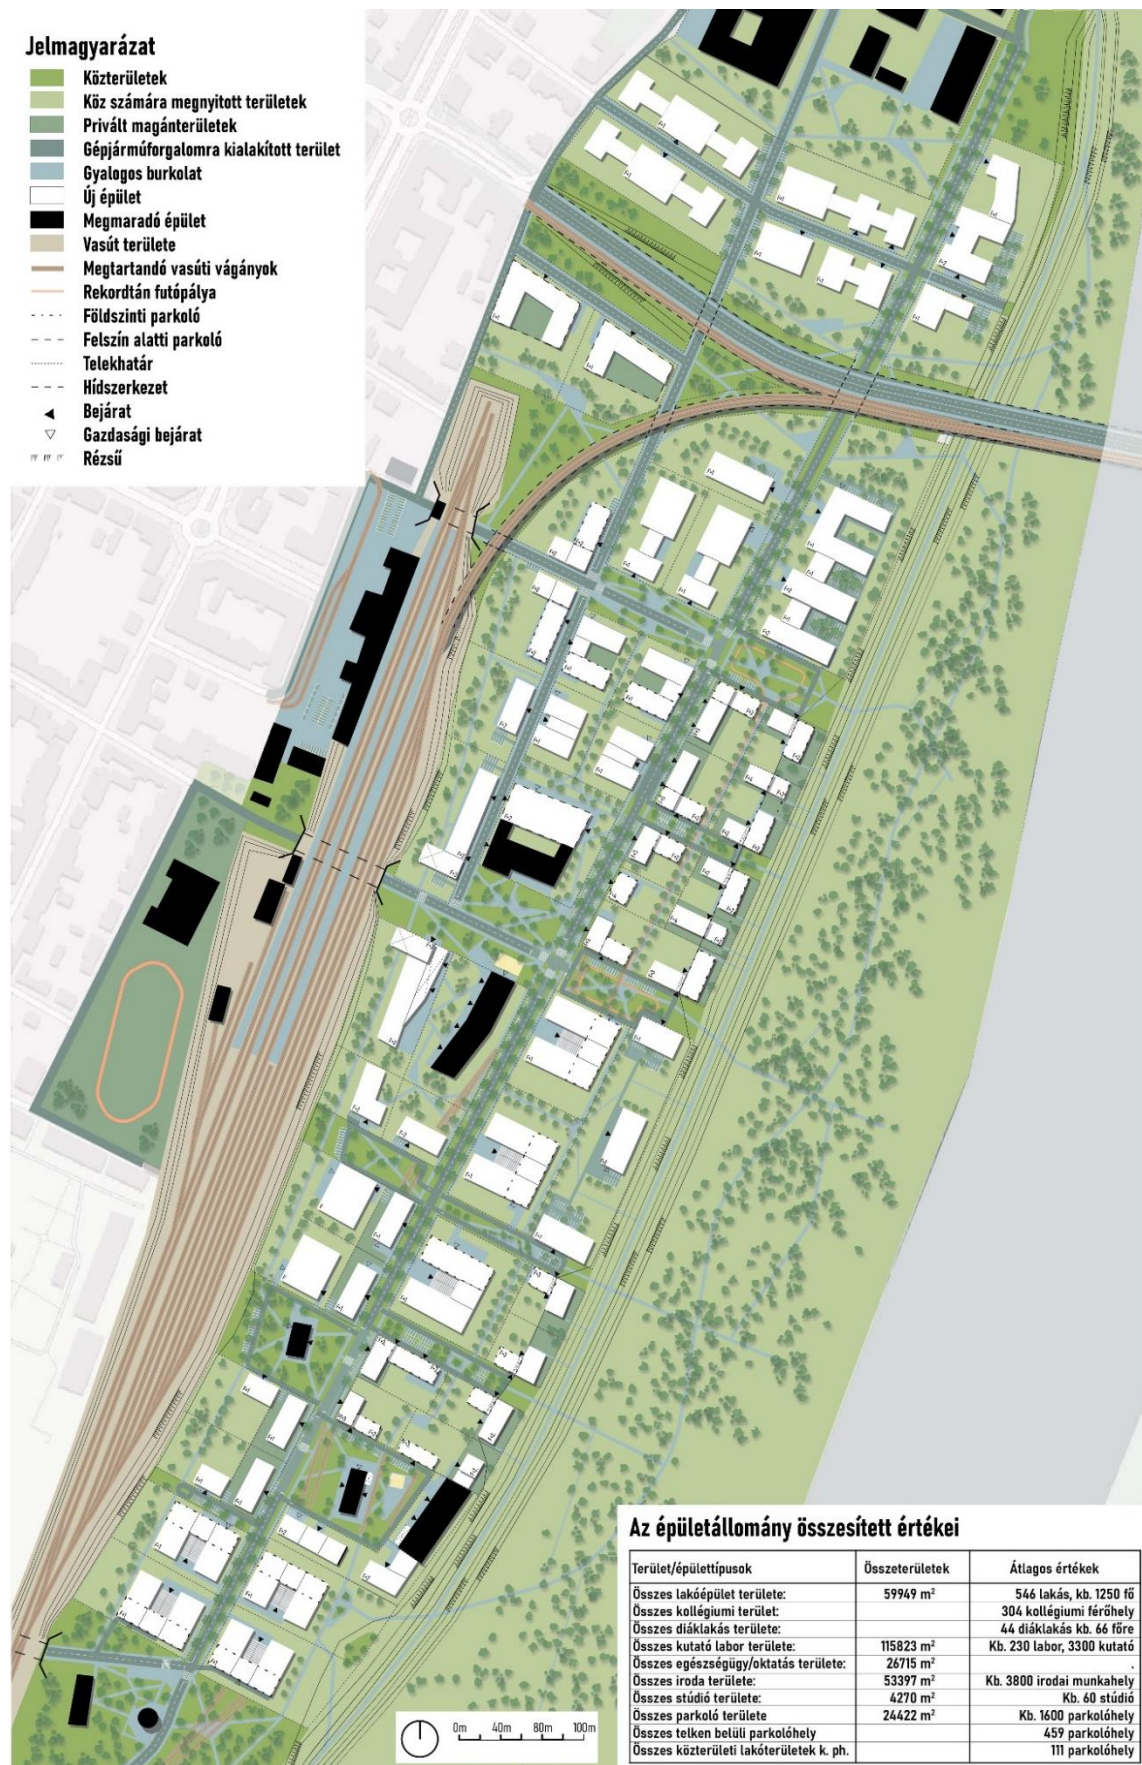 Jelmagyarázat
Közterületek
Köz számára megnyitott területek
Privált magánterületek
Gépjárműforgalomra kialakított terület
Gyalogos burkolat
Új épület
Megmaradó épület
Vasút területe
Megtartandó vasúti vágányok
Rekordtán futópálya
Földszinti parkoló
Felszín alatti parkoló
Telekhatár
Hídszerkezet
Bejárat
Gazdasági bejárat
Rézsű
0m 40m 80m 100m
Az épületállomány összesített értékei
Terület/épülettípusok Összeterületek Átlagos értékek
Összes lakóépület területe: 59949 m² 546 lakás, kb. 1250 fő
Összes kollégiumi terület: 304 kollégiumi férőhely
Összes diáklakás területe: 44 diáklakás kb. 66 főre
Összes kutató labor területe: 115823 m² Kb. 230 labor, 3300 kutató
Összes egészségügy/oktatás területe: 26715 m² .
Összes iroda területe: 53397 m² Kb. 3800 irodai munkahely
Összes stúdió területe: 4270 m² Kb. 60 stúdió
Összes parkoló területe 24422 m² Kb. 1600 parkolóhely
Összes telken belüli parkolóhely 459 parkolóhely
Összes közterületi lakóterületek k. ph. 111 parkolóhely